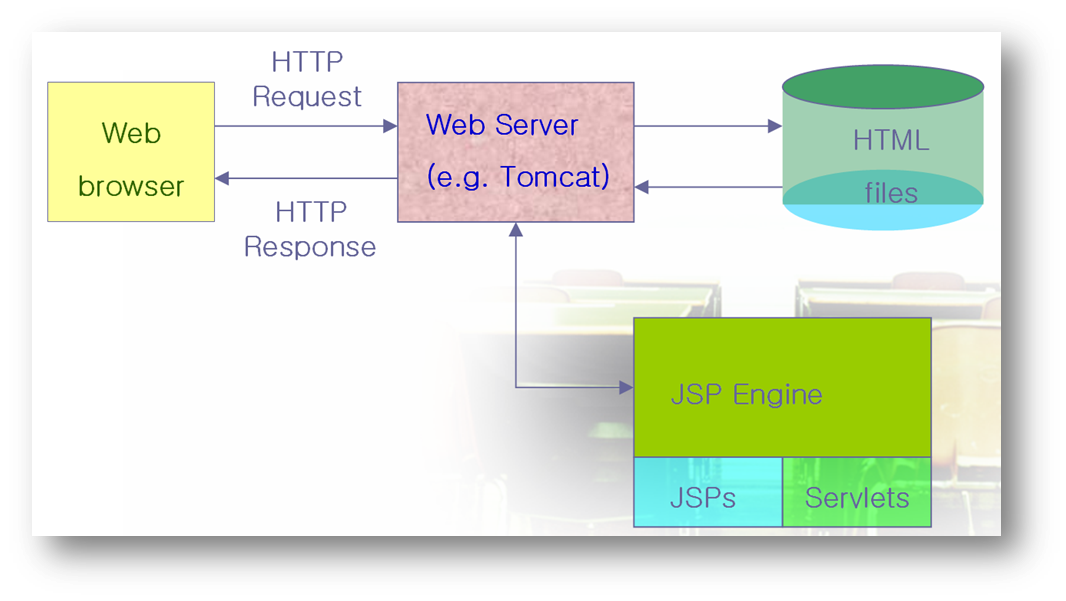 HTTP
Request
Web
browser
Web Server
(e.g. Tomcat)
HTML
files
HTTP
Response
JSP Engine
JSPs
Servlets